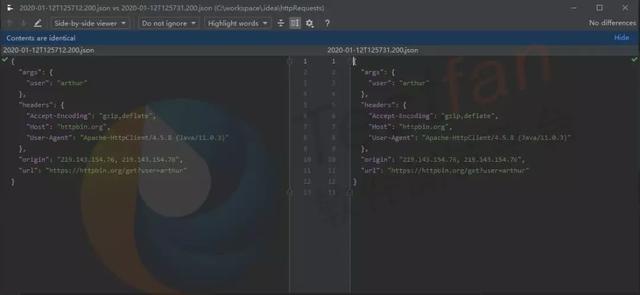 2020-01-12T125712.200.json vs 2020-01-12T125731.200.json (C:\workspace\idea\httpRequests)
Side-by-side viewer Do not ignore Highlight words ? No differences
Contents are identical Hide
2020-01-12T125712.200.json 2020-01-12T125731.200.json
{ 1 1 {
"args": { 2 2 "args": {
"user": "arthur" 3 3 "user": "arthur"
}, 4 4 },
"headers": { 5 5 "headers": {
"Accept-Encoding": "gzip,deflate", 6 6 "Accept-Encoding": "gzip,deflate",
"Host": "httpbin.org", 7 7 "Host": "httpbin.org",
"User-Agent": "Apache-HttpClient/4.5.8 (Java/11.0.3)" 8 8 "User-Agent": "Apache-HttpClient/4.5.8 (Java/11.0.3)"
}, 9 9 },
"origin": "219.143.154.76, 219.143.154.76", 10 10 "origin": "219.143.154.76, 219.143.154.76",
"url": "https://httpbin.org/get?user=arthur" 11 11 "url": "https://httpbin.org/get?user=arthur"
} 12 12 }
13 13